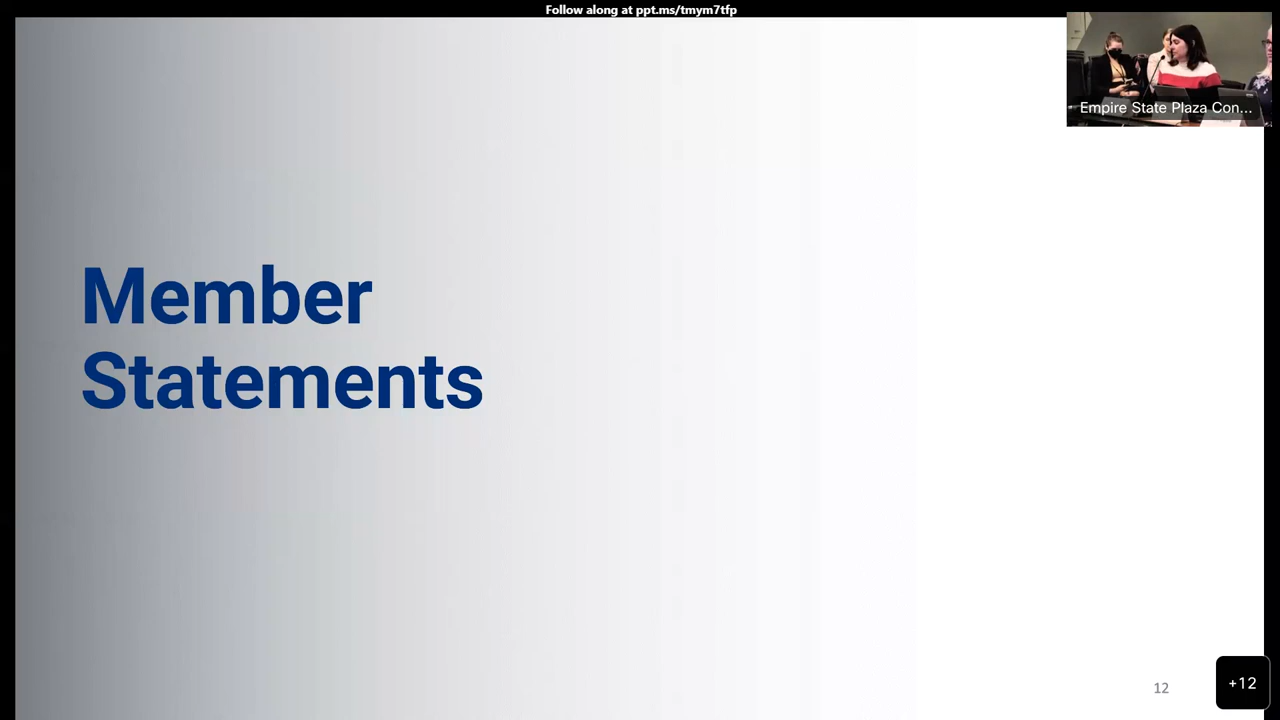 Follow along at ppt.ms/tmym7tfp
Empire State Plaza Con...
Member
Statements
12
+12